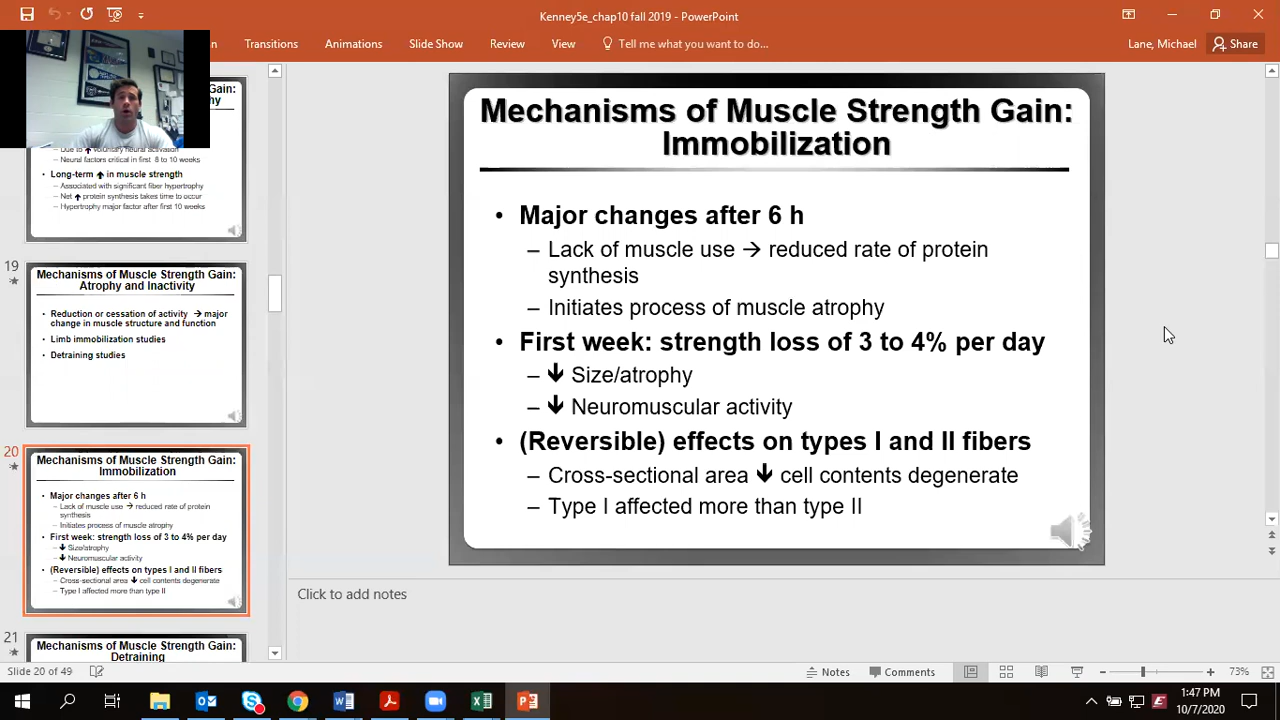 Kenney5e_chap10 fall 2019 - PowerPoint
Transitions
Animations
Slide Show
Review
View
Tell me what you want to do...
Lane, Michael
Share
Gain:
hy
Due to voluntary neural activation
– Neural factors critical in first 8 to 10 weeks
Long-term in muscle strength
– Associated with significant fiber hypertrophy
– Net protein synthesis takes time to occur
– Hypertrophy major factor after first 10 weeks
19
Mechanisms of Muscle Strength Gain:
Atrophy and Inactivity
• Reduction or cessation of activity → major
change in muscle structure and function
• Limb immobilization studies
• Detraining studies
20
Mechanisms of Muscle Strength Gain:
Immobilization
• Major changes after 6 h
– Lack of muscle use → reduced rate of protein
synthesis
– Initiates process of muscle atrophy
• First week: strength loss of 3 to 4% per day
– Size/atrophy
– Neuromuscular activity
• (Reversible) effects on types I and II fibers
– Cross-sectional area cell contents degenerate
– Type I affected more than type II
21
Mechanisms of Muscle Strength Gain:
Detraining
Mechanisms of Muscle Strength Gain:
Immobilization
• Major changes after 6 h
– Lack of muscle use → reduced rate of protein
synthesis
– Initiates process of muscle atrophy
• First week: strength loss of 3 to 4% per day
– Size/atrophy
– Neuromuscular activity
• (Reversible) effects on types I and II fibers
– Cross-sectional area cell contents degenerate
– Type I affected more than type II
Click to add notes
Slide 20 of 49
Notes
Comments
73%
1:47 PM
10/7/2020